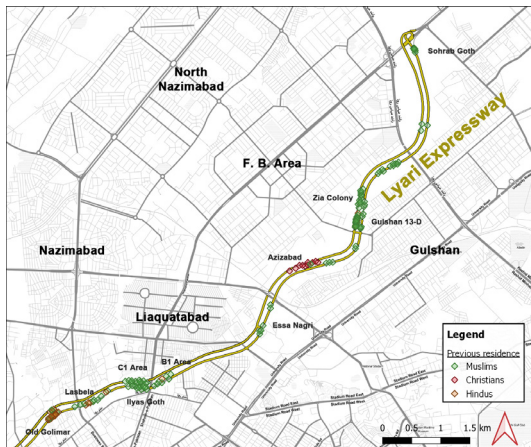 Sohrab Goth
North
Nazimabad
Lyari Expressway
F. B. Area
Zia Colony
Gulshan 13-D
Nazimabad
Azizabad
Gulshan
Liaquatabad
Essa Nagri
C1 Area
B1 Area
Lasbela
Ilyas Goth
Old Golimar
Legend
Previous residence
Muslims
Christians
Hindus
0 0.5 1 1.5 km